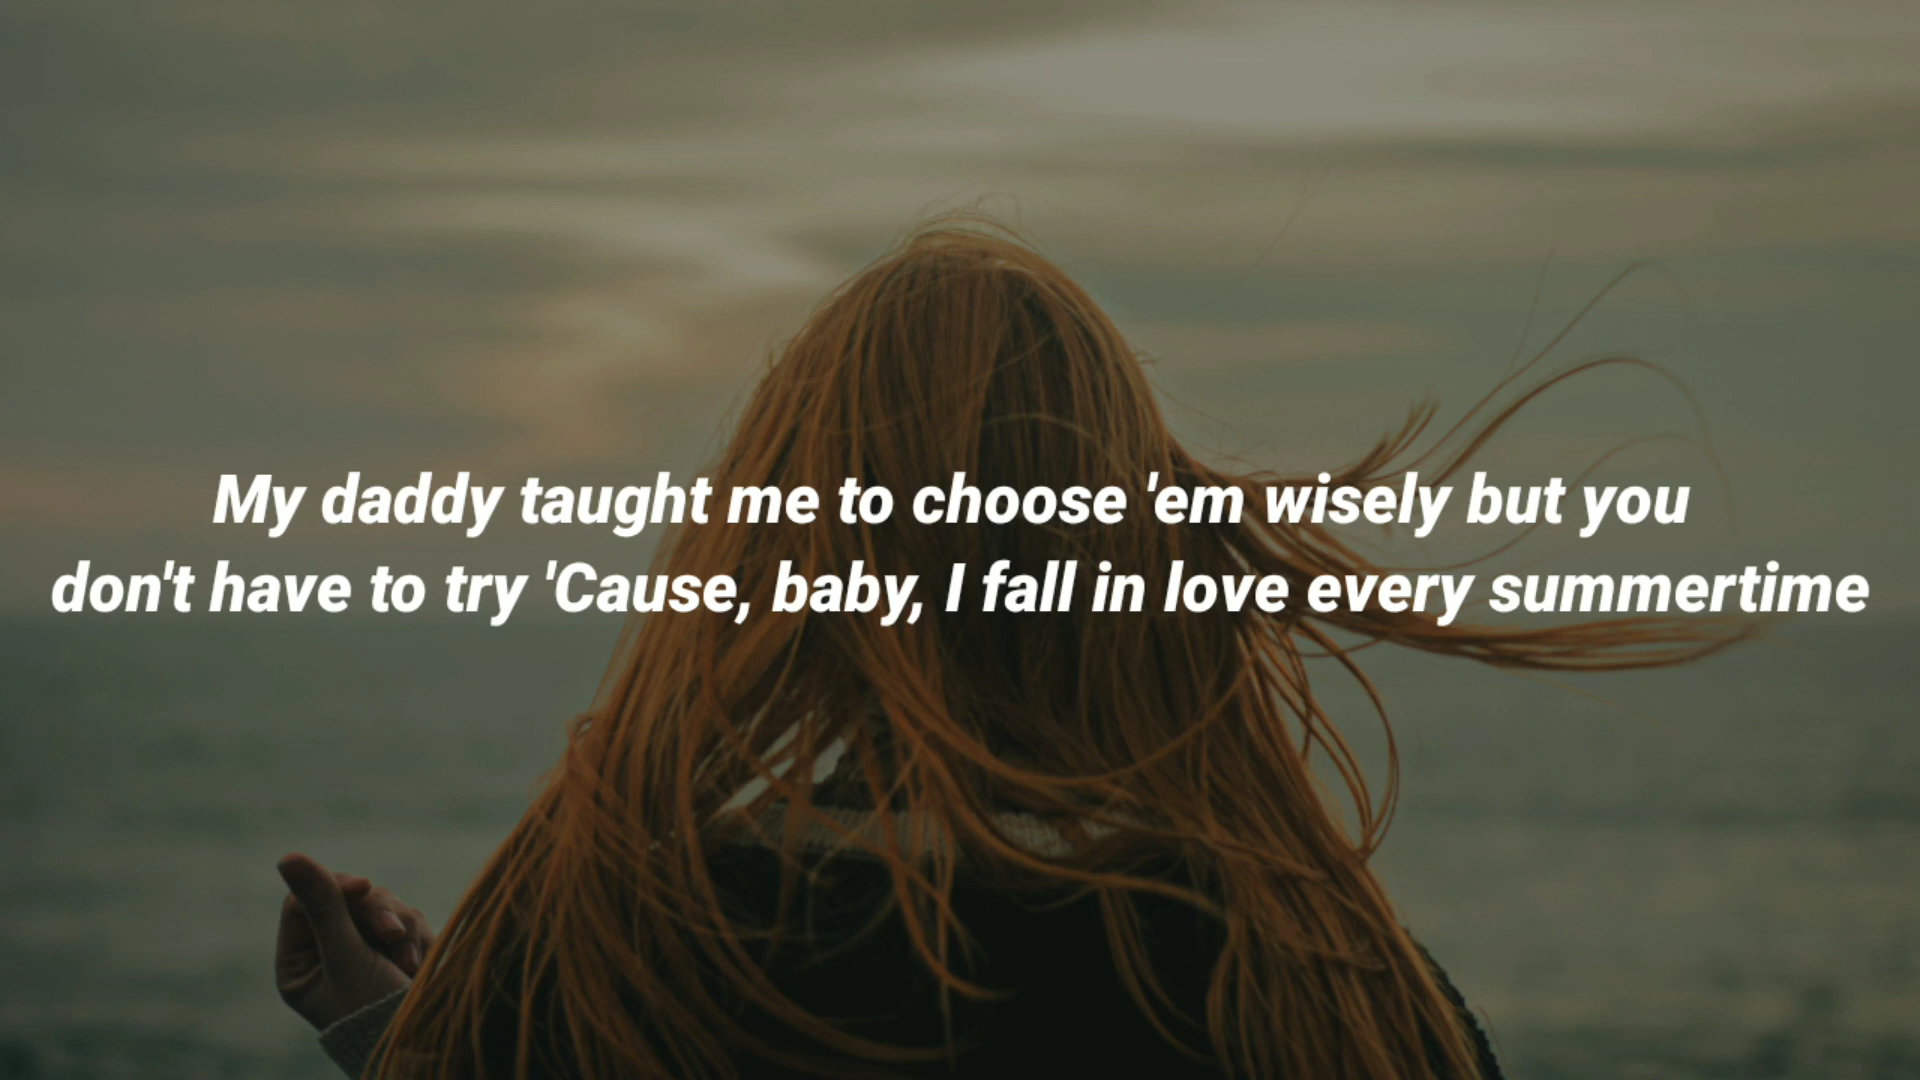 My daddy taught me to choose 'em wisely but you
don't have to try 'Cause, baby, I fall in love every summertime